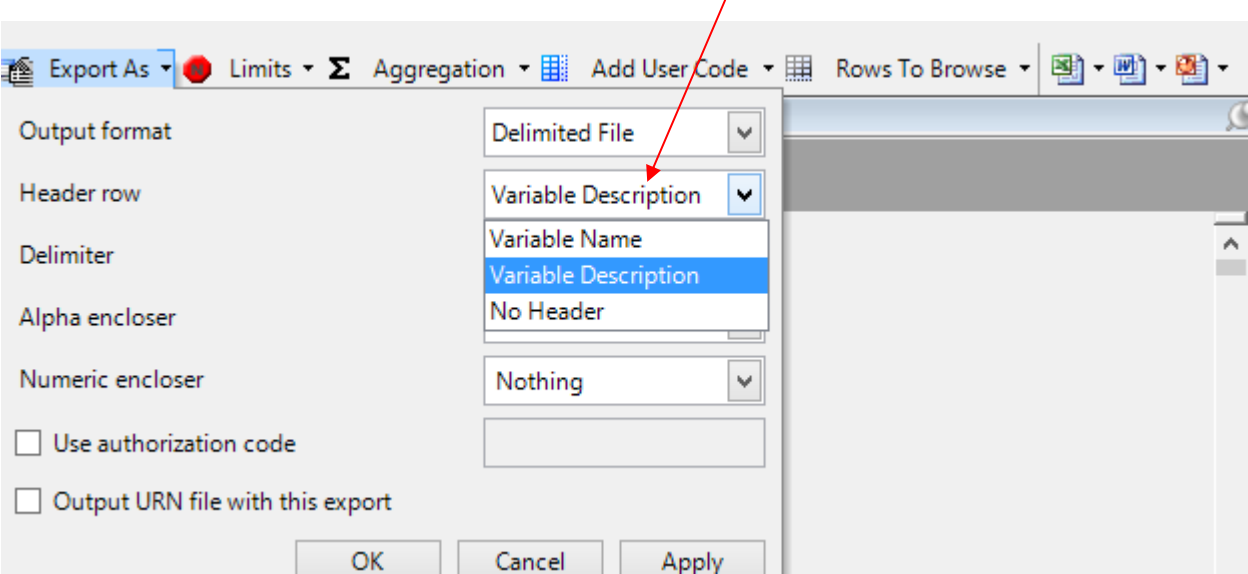 Export As Limits Σ Aggregation Add User Code Rows To Browse
Output format Delimited File
Header row Variable Description
Variable Name
Delimiter
Variable Description
No Header
Alpha encloser
Numeric encloser Nothing
Use authorization code
Output URN file with this export
OK Cancel Apply